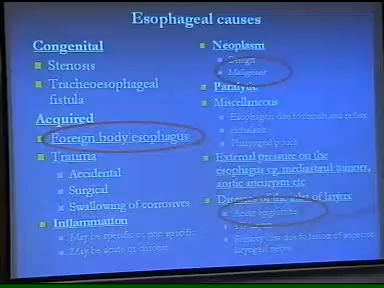 Esophageal causes
Congenital
Stenosis
Tracheoesophageal
fistula
Acquired
Foreign body esophagus
Trauma
Accidental
Surgical
Swallowing of corrosives
Inflammation
May be specific or non specific
May be acute or chronic
Neoplasm
Benign
Malignant
Paralytic
Miscellaneous
Esophagitis due to thrush and reflux
Achalasia
Pharyngeal pouch
External pressure on the
esophagus eg, mediastinal tumors,
aortic aneurysm etc
Disease of the inlet of larynx
Acute epiglottitis
Sensory loss due to lesion of superior
laryngeal nerve